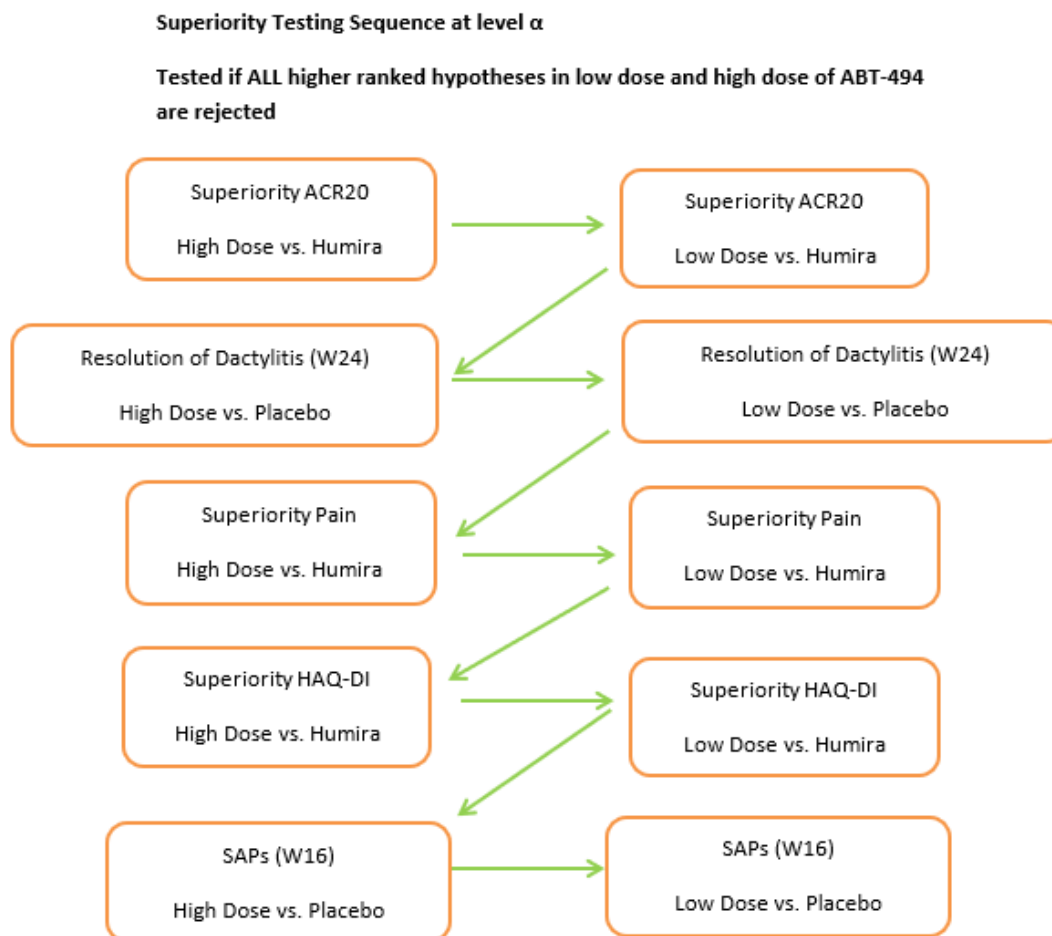 Superiority Testing Sequence at level α
Tested if ALL higher ranked hypotheses in low dose and high dose of ABT-494
are rejected
Superiority ACR20
High Dose vs. Humira
Superiority ACR20
Low Dose vs. Humira
Resolution of Dactylitis (W24)
High Dose vs. Placebo
Resolution of Dactylitis (W24)
Low Dose vs. Placebo
Superiority Pain
High Dose vs. Humira
Superiority Pain
Low Dose vs. Humira
Superiority HAQ-DI
High Dose vs. Humira
Superiority HAQ-DI
Low Dose vs. Humira
SAPs (W16)
High Dose vs. Placebo
SAPs (W16)
Low Dose vs. Placebo